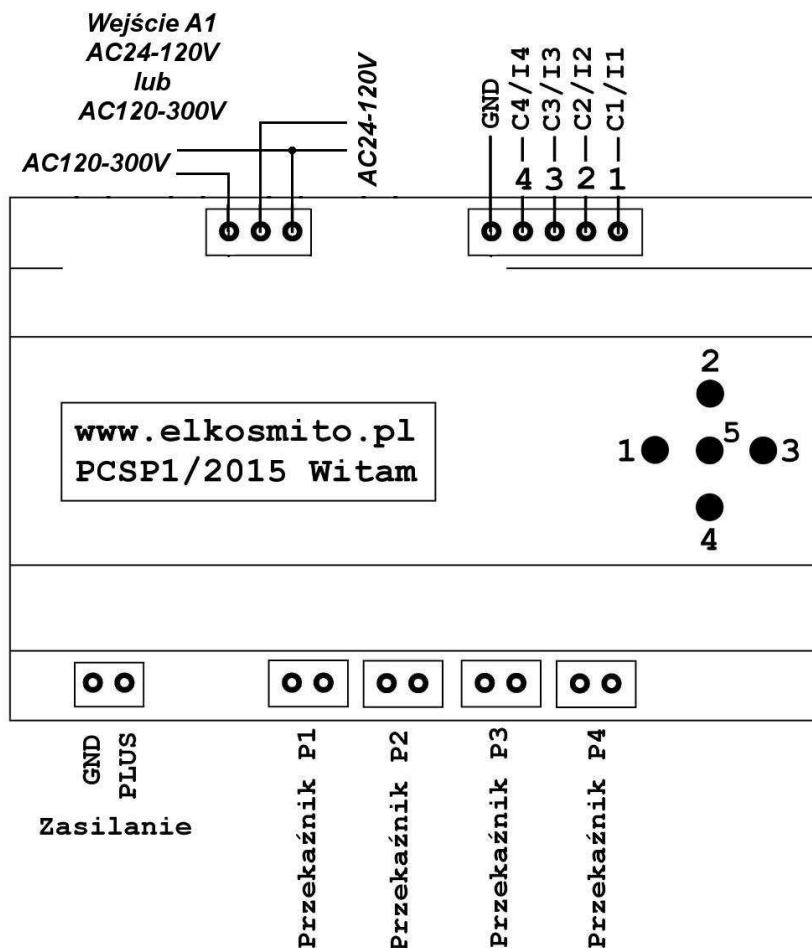 Wejście A1
AC24-120V
lub
AC120-300V
AC120-300V
AC24-120V
GND
C4/I4
C3/I3
C2/I2
C1/I1
4 3 2 1
www.elkosmito.pl
PCSP1/2015 Witam
2
1
5
3
4
GND
PLUS
Zasilanie
Przekaźnik P1
Przekaźnik P2
Przekaźnik P3
Przekaźnik P4